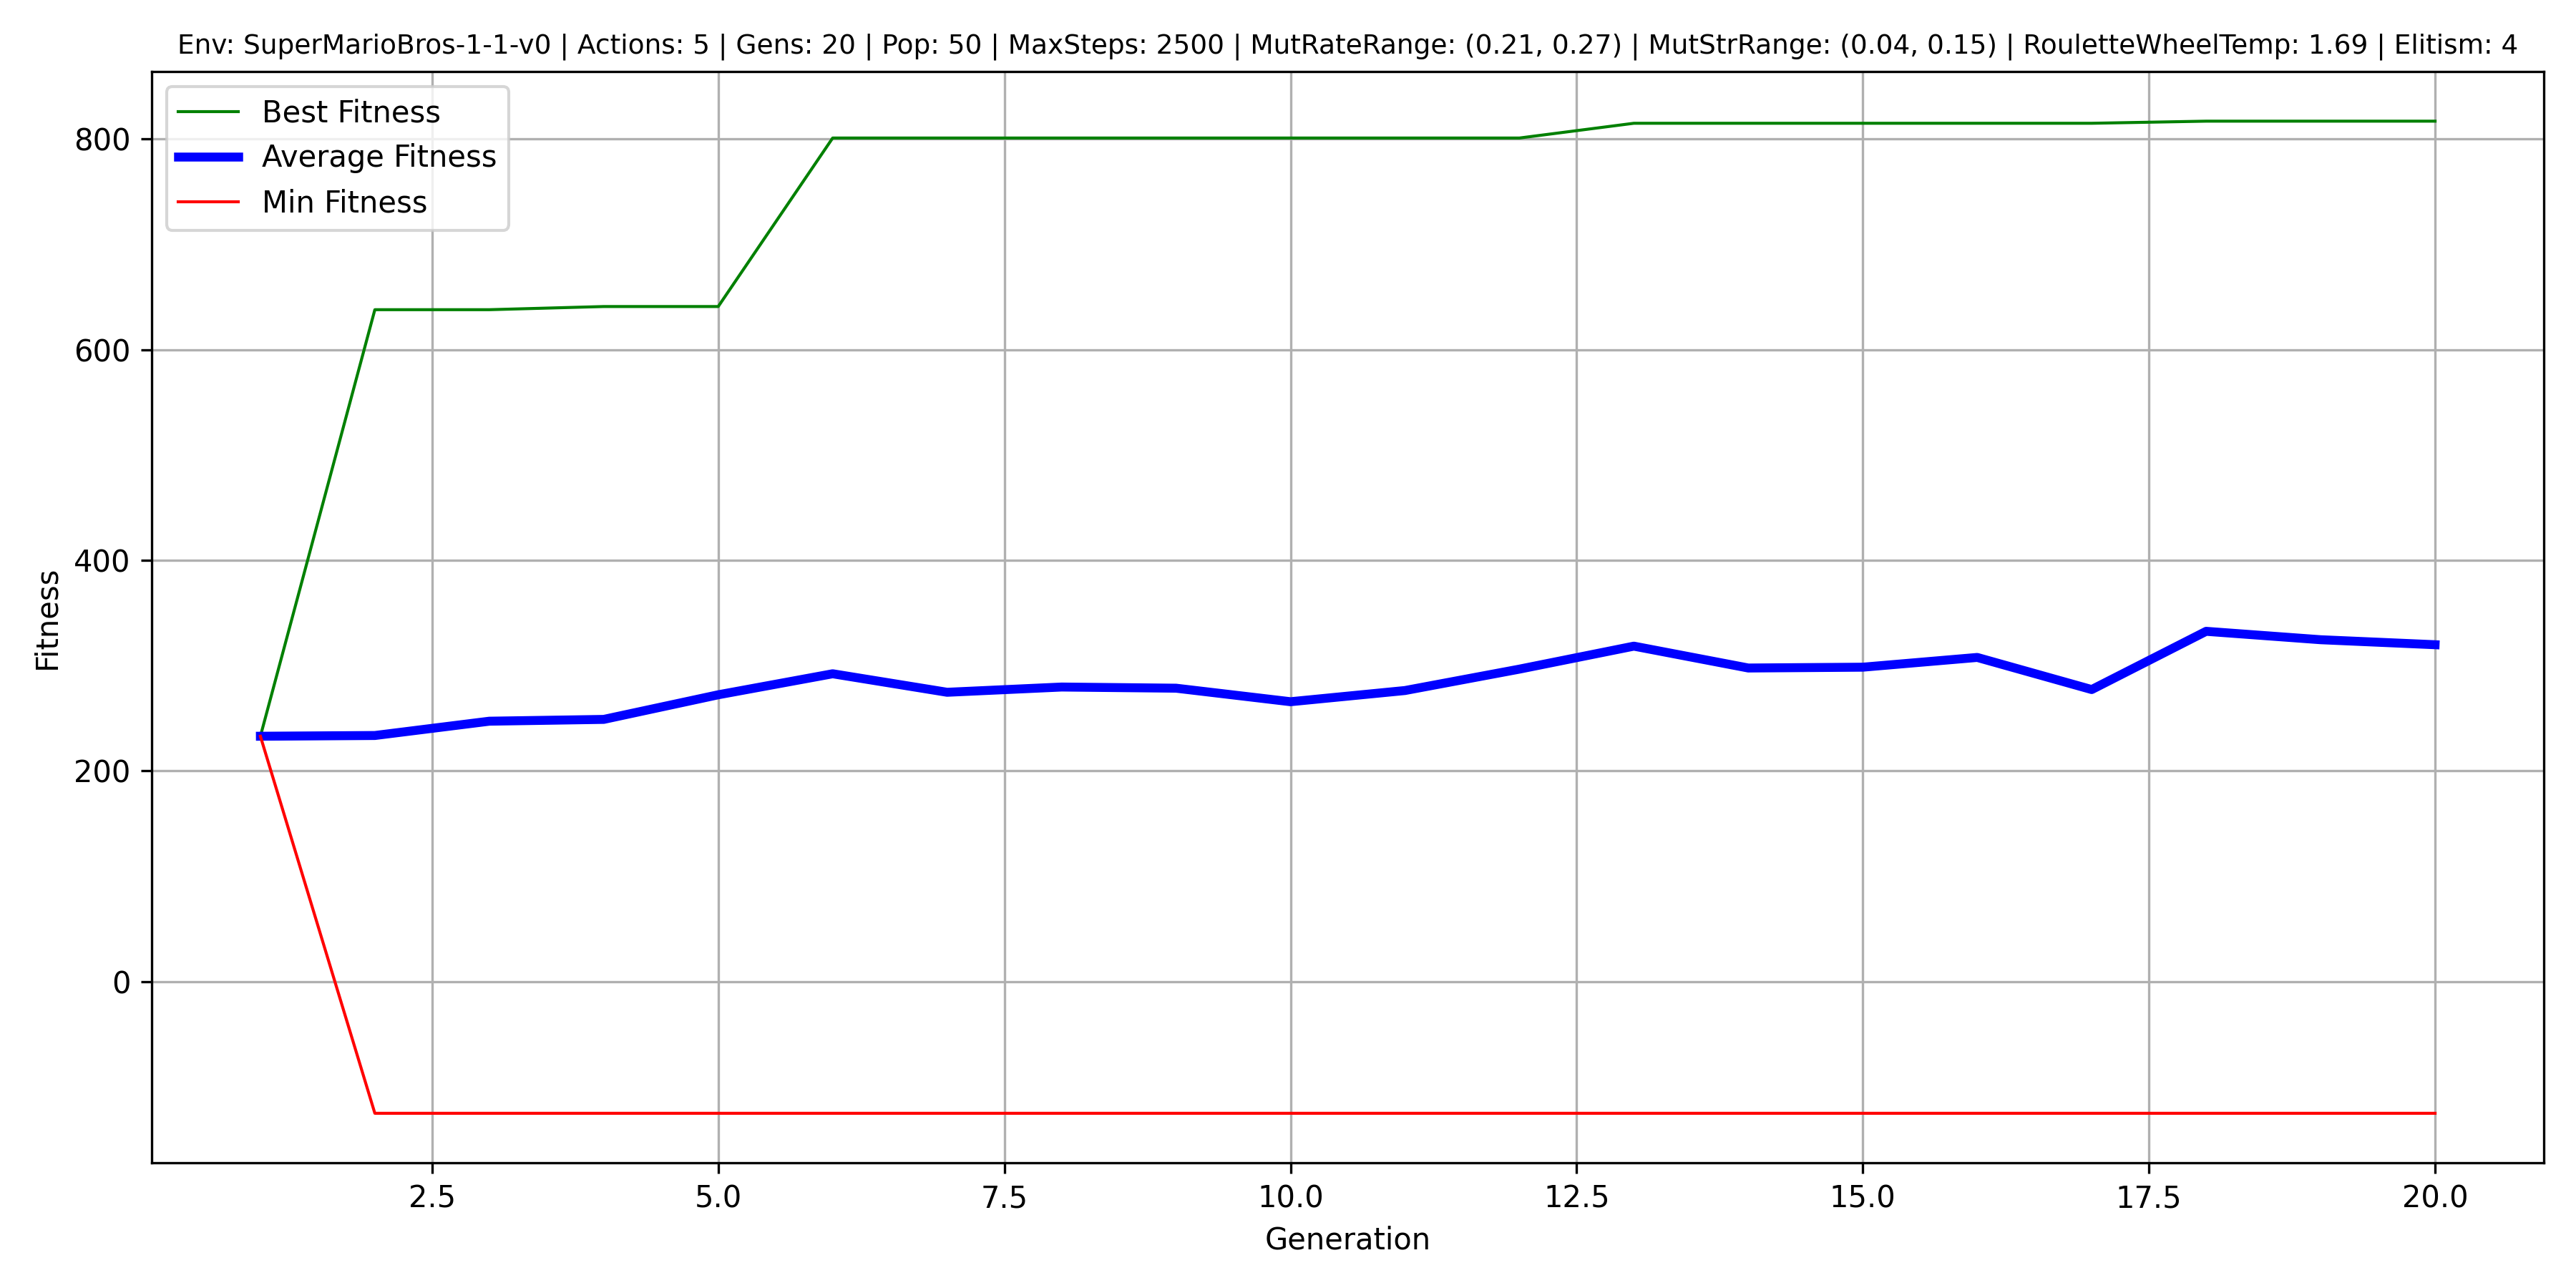 Env: SuperMarioBros-1-1-v0 | Actions: 5 | Gens: 20 | Pop: 50 | MaxSteps: 2500 | MutRateRange: (0.21, 0.27) | MutStrRange: (0.04, 0.15) | RouletteWheelTemp: 1.69 | Elitism: 4
Best Fitness
Average Fitness
Min Fitness
800
600
400
200
0
Fitness
2.5 5.0 7.5 10.0 12.5 15.0 17.5 20.0
Generation